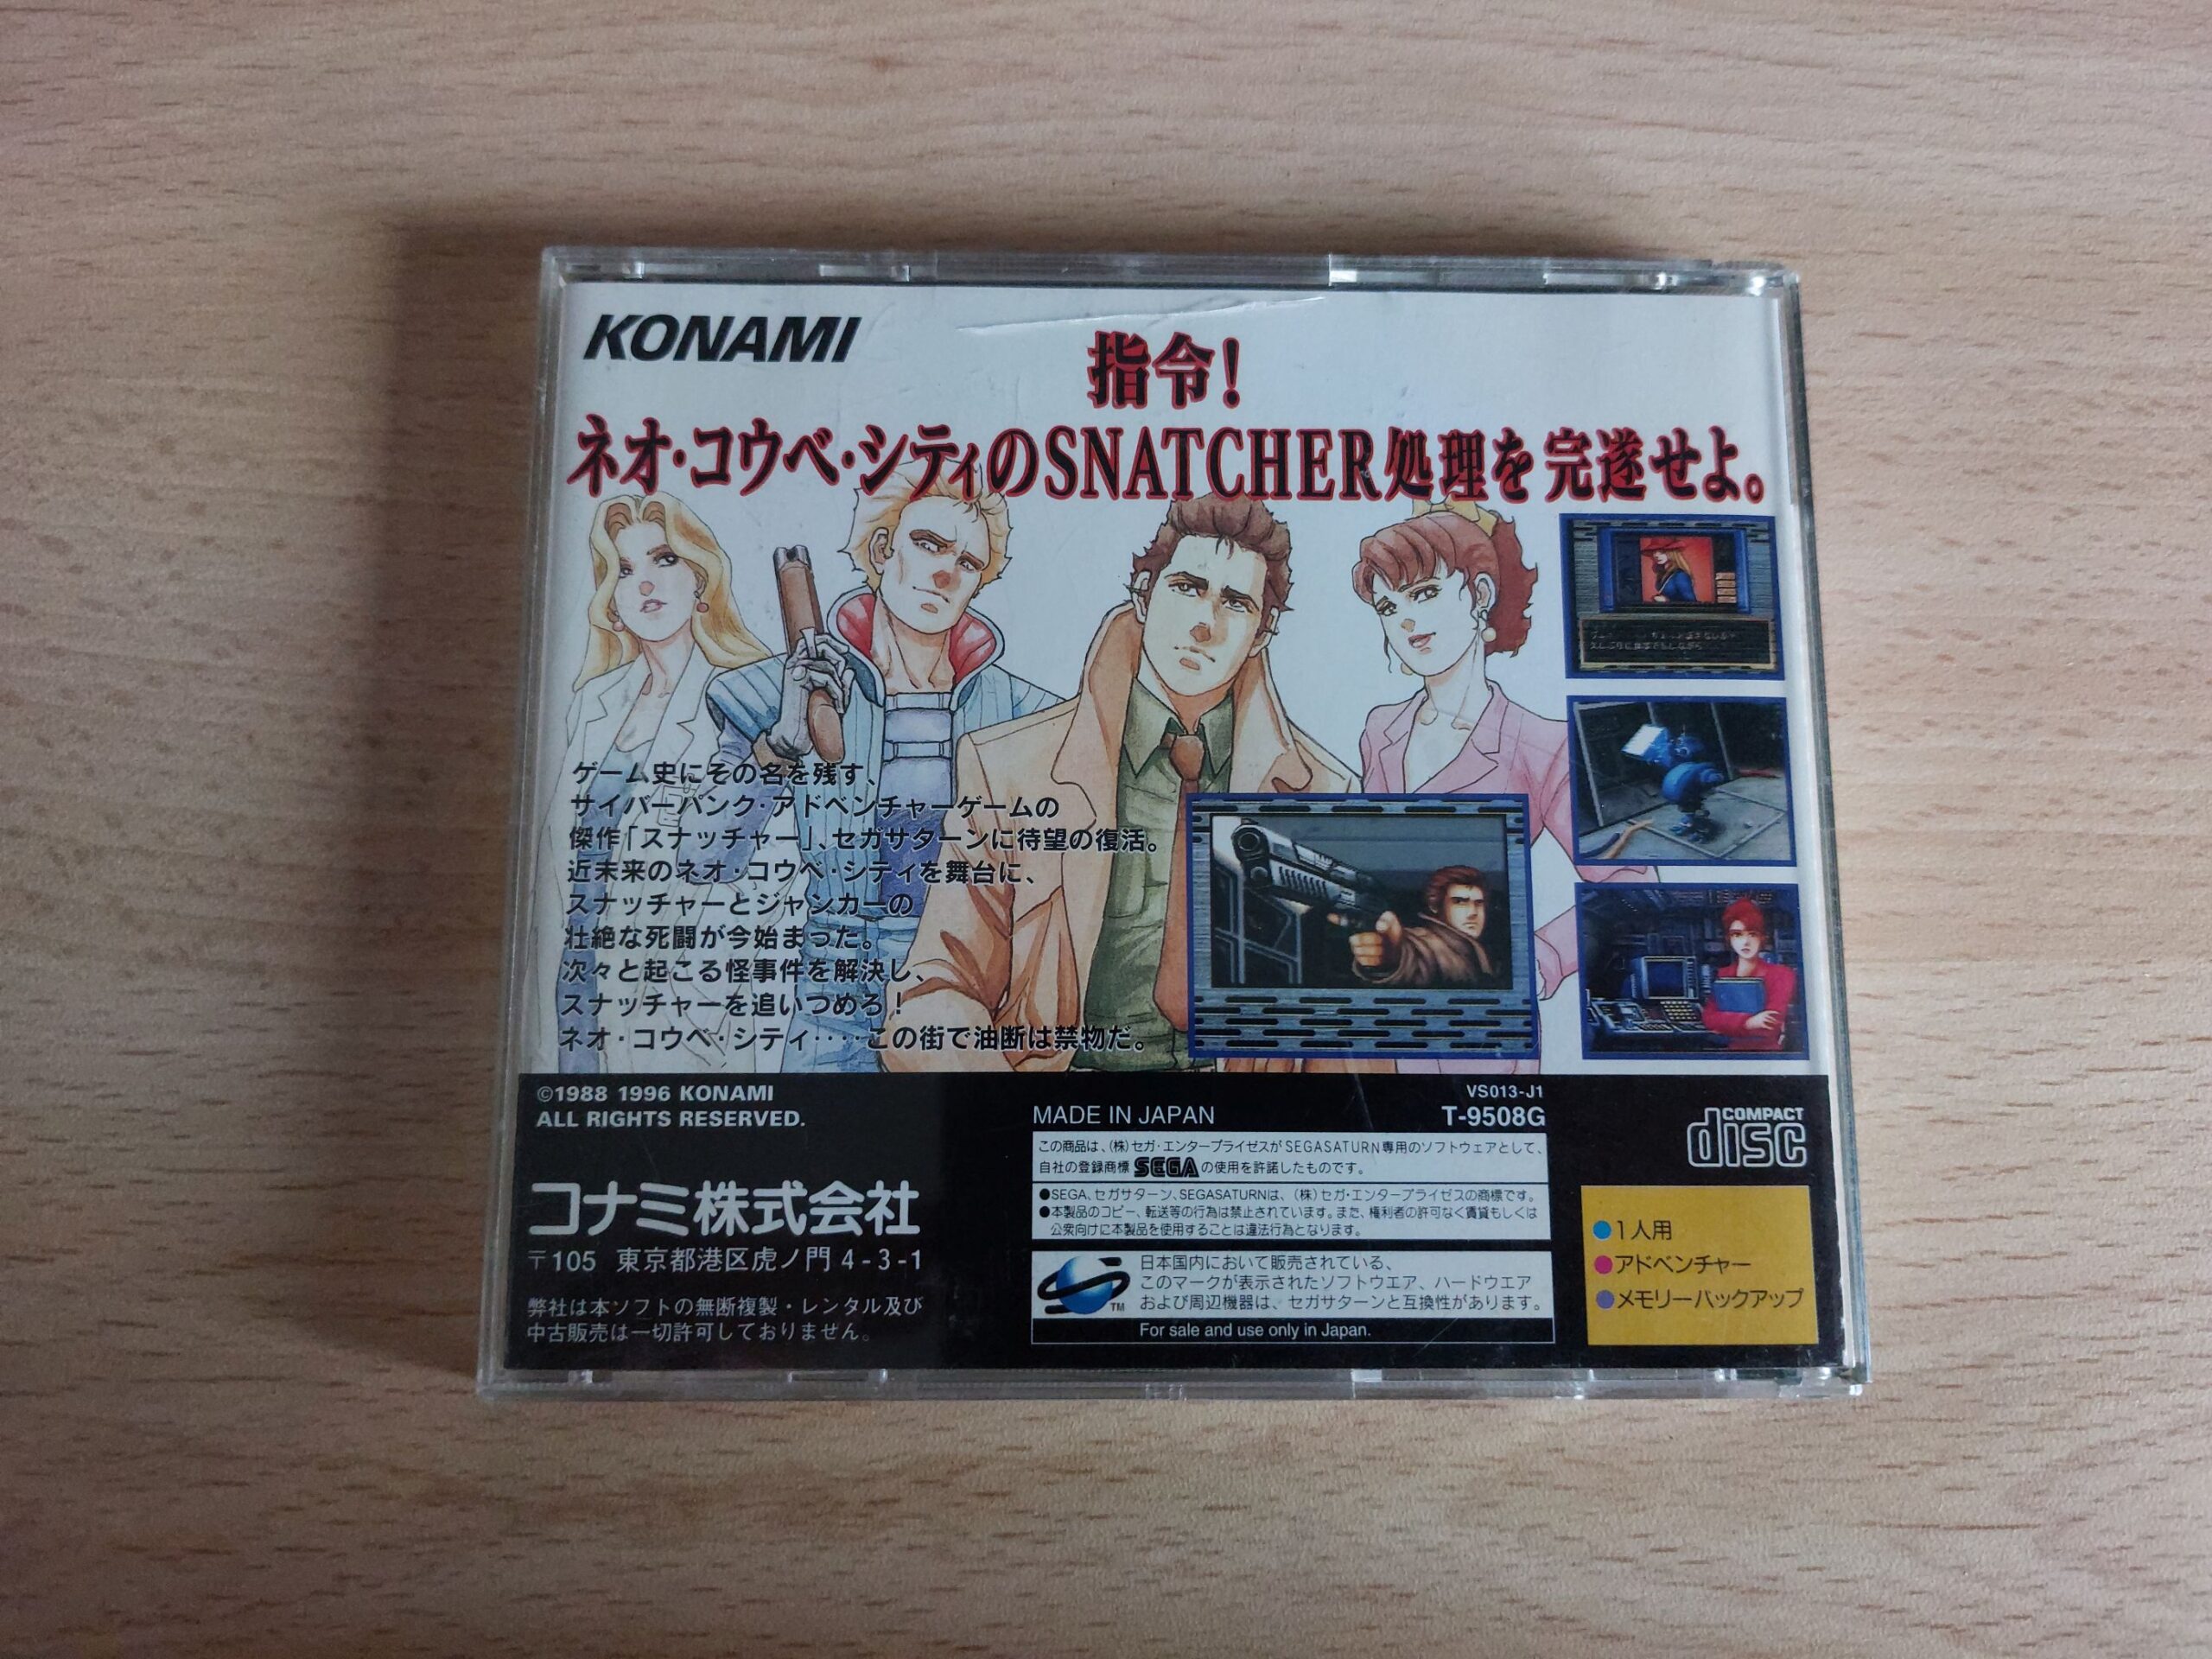 KONAMI
指令!
ネオ・コウベ・シティのSNATCHER処理を完遂せよ。
ゲーム史にその名を残す、
サイバーパンク・アドベンチャーゲームの
傑作「スナッチャー」、セガサターンに待望の復活。
近未来のネオ・コウベ・シティを舞台に、
スナッチャーとジャンカーの
壮絶な死闘が今始まった。
次々と起こる怪事件を解決し、
スナッチャーを追いつめろ!
ネオ・コウベ・シティ‥‥この街で油断は禁物だ。
©1988 1996 KONAMI
ALL RIGHTS RESERVED.
コナミ株式会社
〒105 東京都港区虎ノ門4-3-1
弊社は本ソフトの無断複製・レンタル及び
中古販売は一切許可しておりません。
VS013-J1
MADE IN JAPAN T-9508G
この商品は、(株)セガ・エンタープライゼスがSEGASATURN専用のソフトウェアとして、
自社の登録商標SEGAの使用を許諾したものです。
●SEGA、セガサターン、SEGASATURNは、(株)セガ・エンタープライゼスの商標です。
●本製品のコピー、転送等の行為は禁止されています。また、権利者の許可なく賃貸もしくは
公衆向けに本製品を使用することは違法行為となります。
日本国内において販売されている、
このマークが表示されたソフトウエア、ハードウエア
および周辺機器は、セガサターンと互換性があります。
TM
For sale and use only in Japan.
COMPACT
disc
●1人用
●アドベンチャー
●メモリーバックアップ